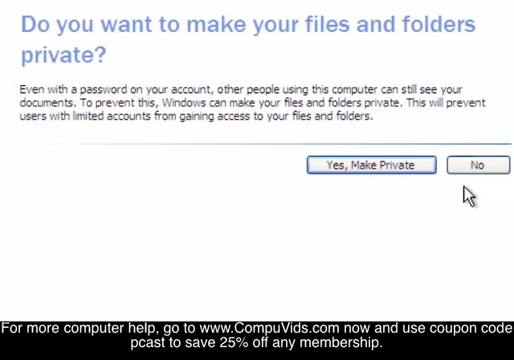 Do you want to make your files and folders
private?
Even with a password on your account, other people using this computer can still see your
documents. To prevent this, Windows can make your files and folders private. This will prevent
users with limited accounts from gaining access to your files and folders.
Yes, Make Private No
For more computer help, go to www.CompuVids.com now and use coupon code
pcast to save 25% off any membership.